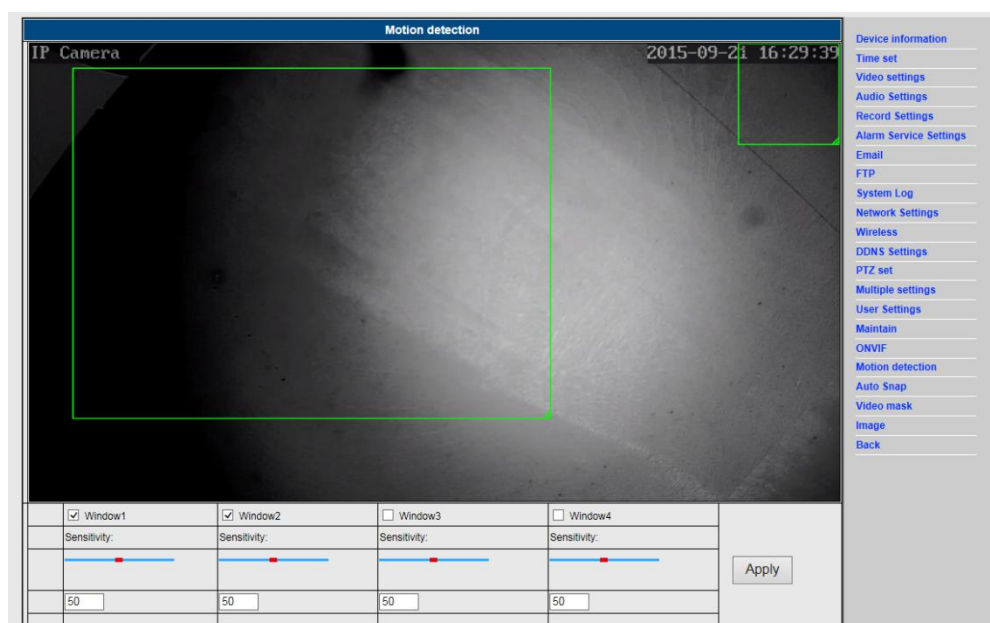 Motion detection
IP Camera 2015-09-21 16:29:39
Device information
Time set
Video settings
Audio Settings
Record Settings
Alarm Service Settings
Email
FTP
System Log
Network Settings
Wireless
DDNS Settings
PTZ set
Multiple settings
User Settings
Maintain
ONVIF
Motion detection
Auto Snap
Video mask
Image
Back
Window1 Window2 Window3 Window4
Sensitivity: Sensitivity: Sensitivity: Sensitivity:
Apply
50 50 50 50